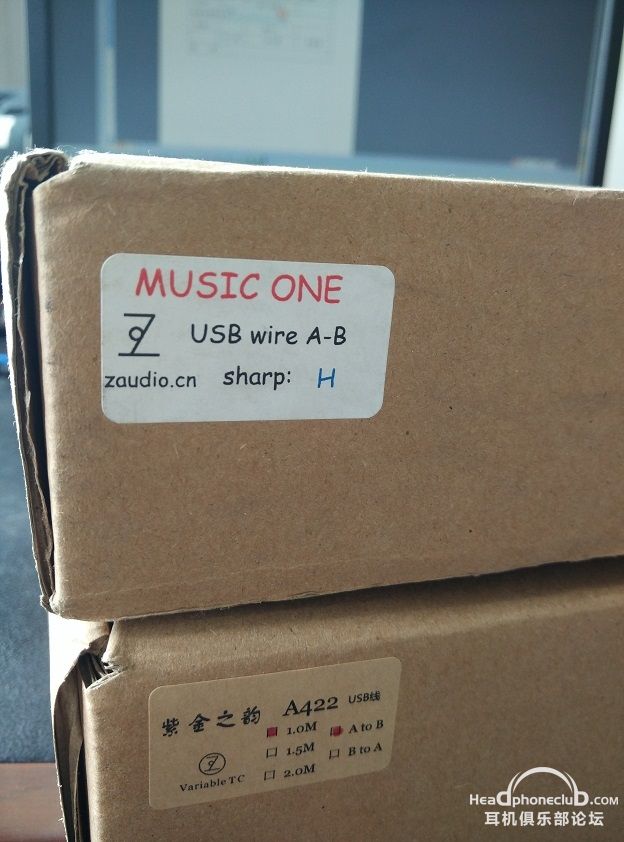 MUSIC ONE
USB wire A-B
zaudio.cn sharp: H
紫金之韵 A422 USB线
1.0M A to B
1.5M B to A
Variable TC 2.0M
HeadphoneclubD.com
耳机俱乐部论坛